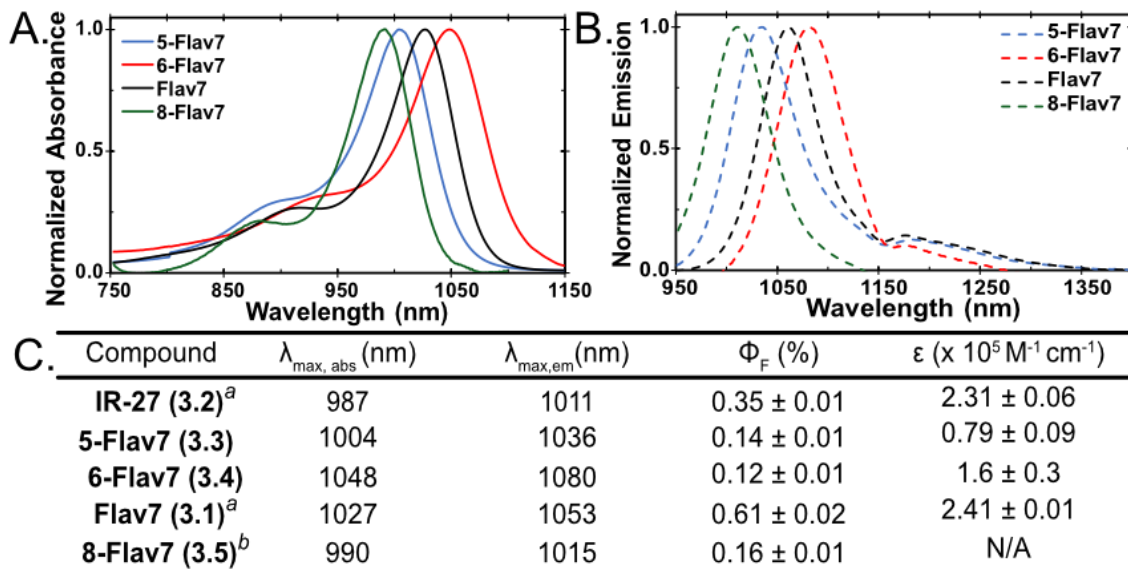 A.
Normalized Absorbance
1.0
0.5
0.0
5-Flav7
6-Flav7
Flav7
8-Flav7
750 850 950 1050 1150
Wavelength (nm)
B.
Normalized Emission
1.0
0.5
0.0
5-Flav7
6-Flav7
Flav7
8-Flav7
950 1050 1150 1250 1350
Wavelength (nm)
C. Compound λmax, abs (nm) λmax,em(nm) ΦF (%) ε (x 10⁵ M⁻¹ cm⁻¹)
IR-27 (3.2)ᵃ 987 1011 0.35 ± 0.01 2.31 ± 0.06
5-Flav7 (3.3) 1004 1036 0.14 ± 0.01 0.79 ± 0.09
6-Flav7 (3.4) 1048 1080 0.12 ± 0.01 1.6 ± 0.3
Flav7 (3.1)ᵃ 1027 1053 0.61 ± 0.02 2.41 ± 0.01
8-Flav7 (3.5)ᵇ 990 1015 0.16 ± 0.01 N/A